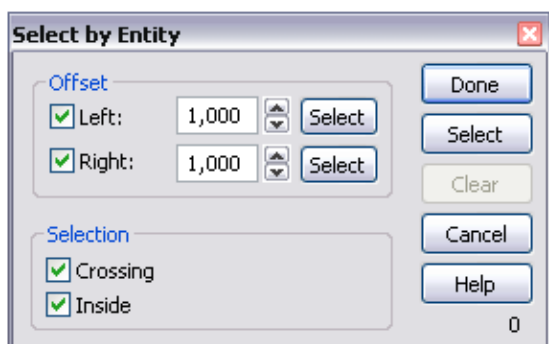 Select by Entity
Offset
Left: 1,000 Select
Right: 1,000 Select
Selection
Crossing
Inside
Done
Select
Clear
Cancel
Help
0